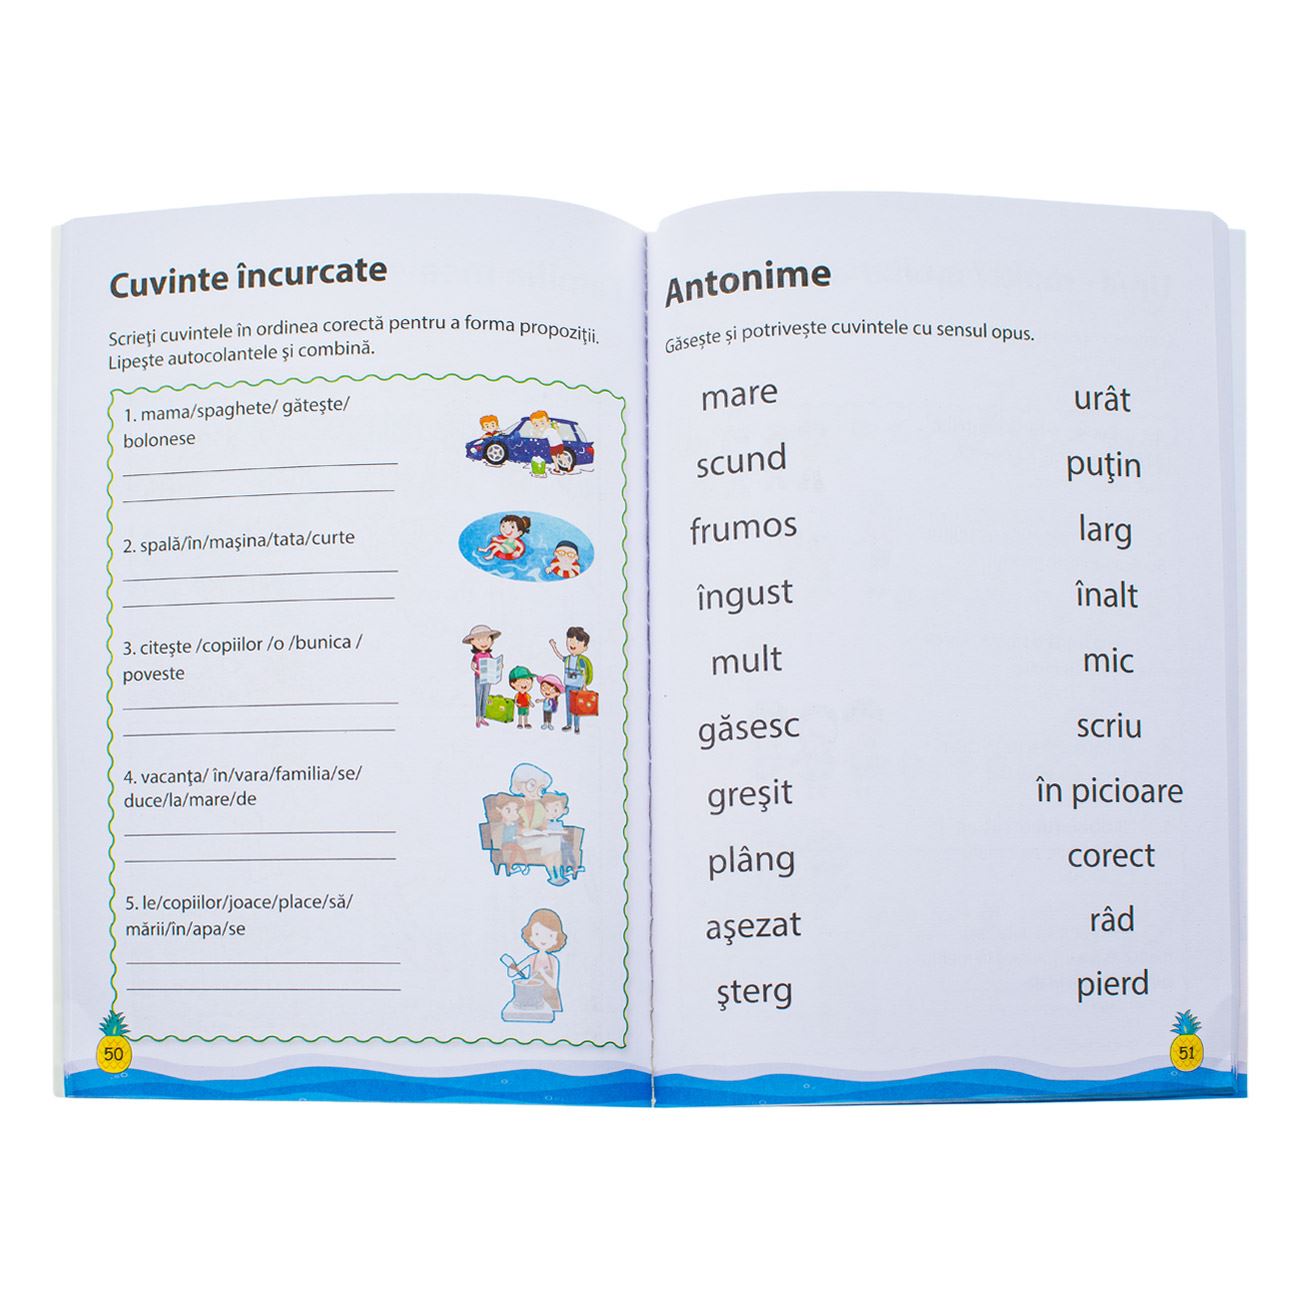 Cuvinte încurcate
Scrieţi cuvintele în ordinea corectă pentru a forma propoziţii.
Lipeşte autocolantele şi combină.
1. mama/spaghete/ găteşte/
bolonese
2. spală/în/maşina/tata/curte
3. citeşte /copiilor /o /bunica /
poveste
4. vacanţa/ în/vara/familia/se/
duce/la/mare/de
5. le/copiilor/joace/place/să/
mării/în/apa/se
50
Antonime
Găsește și potrivește cuvintele cu sensul opus.
mare urât
scund puţin
frumos larg
îngust înalt
mult mic
găsesc scriu
greşit în picioare
plâng corect
aşezat râd
şterg pierd
51